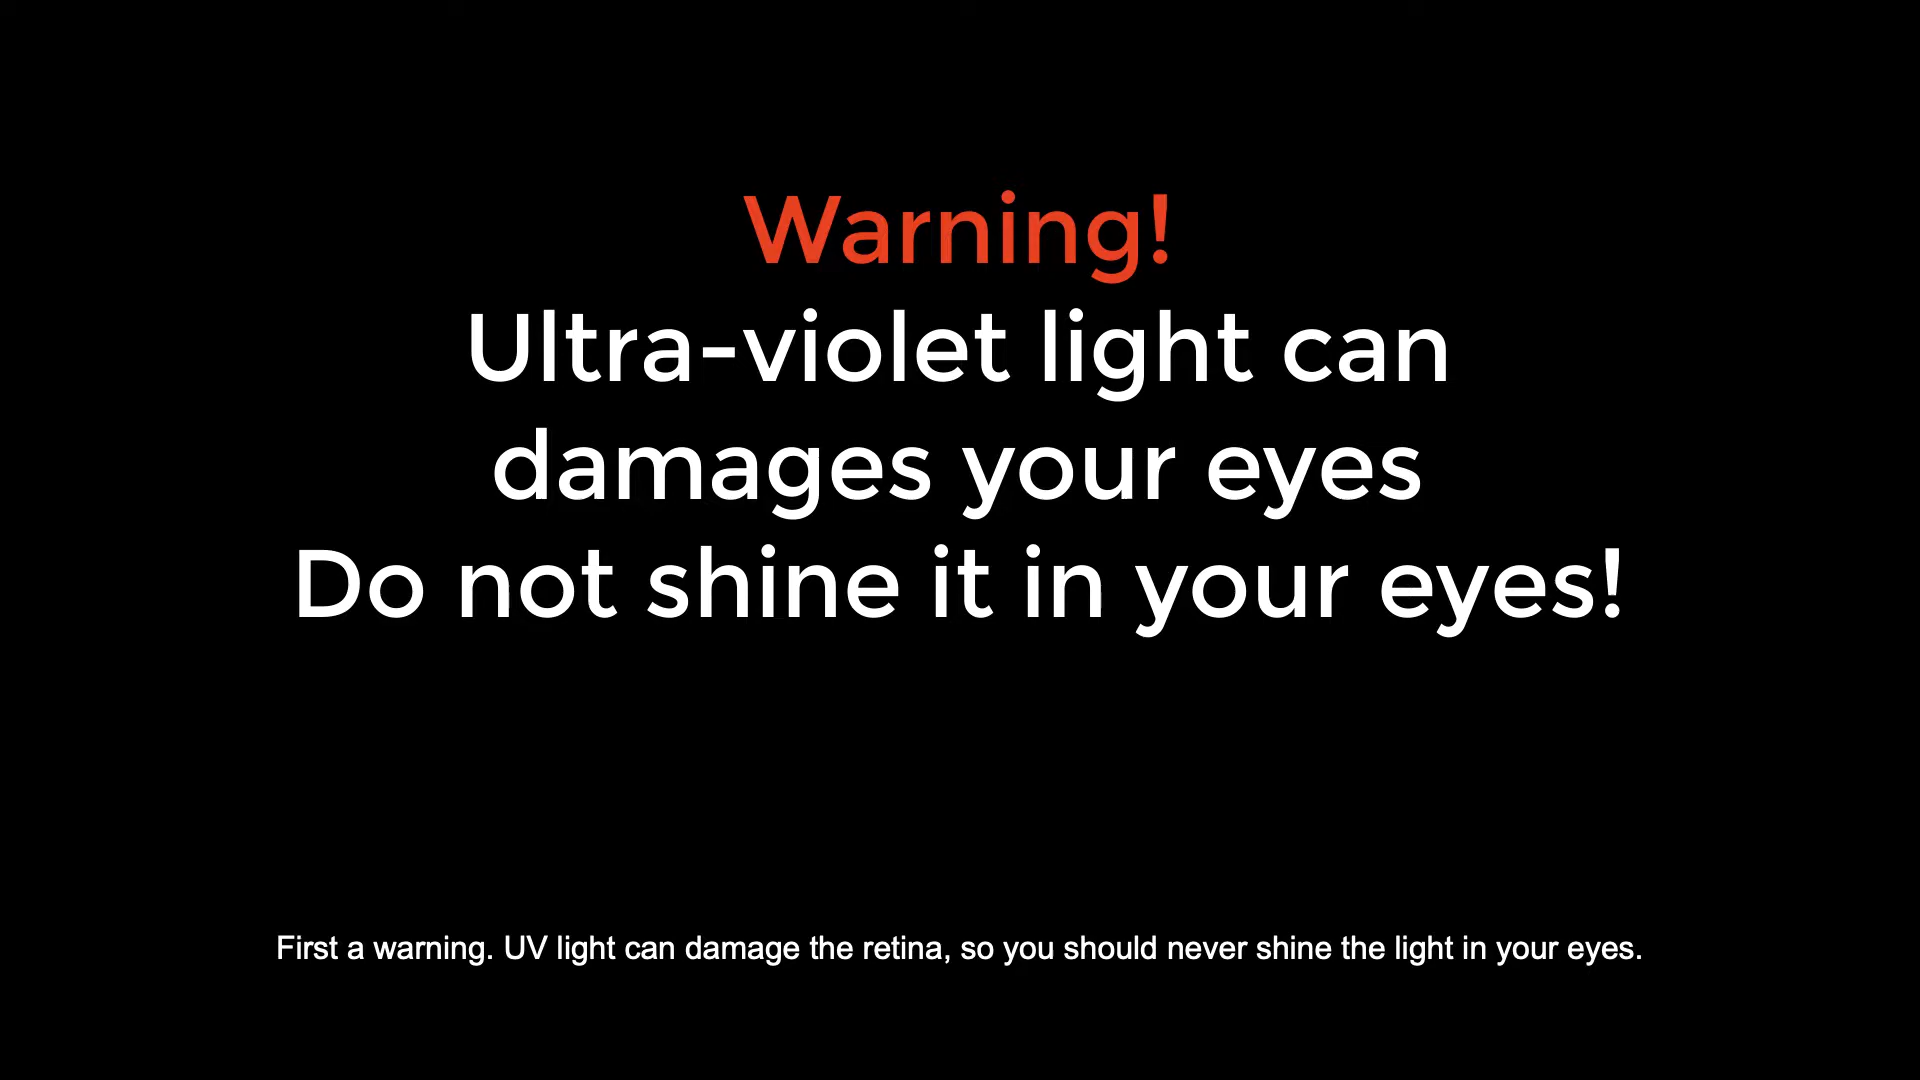 Warning!
Ultra-violet light can
damages your eyes
Do not shine it in your eyes!
First a warning. UV light can damage the retina, so you should never shine the light in your eyes.